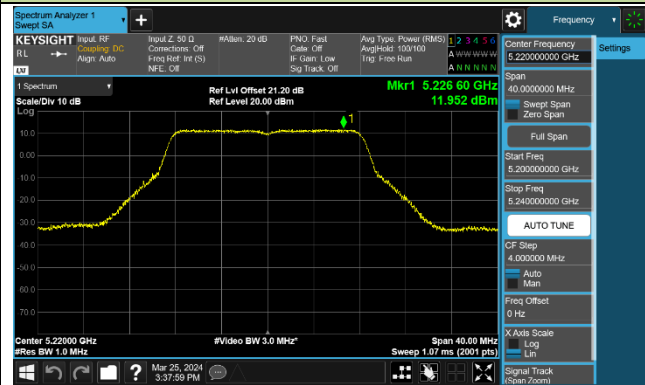 Spectrum Analyzer 1
Swept SA
Frequency
KEYSIGHT
RL
LXI
Input: RF
Coupling: DC
Align: Auto
Input Z: 50 Ω
Corrections: Off
Freq Ref: Int (S)
NFE: Off
#Atten: 20 dB
PNO: Fast
Gate: Off
IF Gain: Low
Sig Track: Off
Avg Type: Power (RMS)
Avg|Hold: 100/100
Trig: Free Run
1 2 3 4 5 6
A W W W W W
A N N N N N
1 Spectrum
Scale/Div 10 dB
Log
Ref Lvl Offset 21.20 dB
Ref Level 20.00 dBm
Mkr1 5.226 60 GHz
11.952 dBm
1
10.0
0.00
-10.0
-20.0
-30.0
-40.0
-50.0
-60.0
-70.0
Center 5.22000 GHz
#Res BW 1.0 MHz
#Video BW 3.0 MHz*
Span 40.00 MHz
Sweep 1.07 ms (2001 pts)
Mar 25, 2024
3:37:59 PM
Center Frequency
5.220000000 GHz
Settings
Span
40.0000000 MHz
Swept Span
Zero Span
Full Span
Start Freq
5.200000000 GHz
Stop Freq
5.240000000 GHz
AUTO TUNE
CF Step
4.000000 MHz
Auto
Man
Freq Offset
0 Hz
X Axis Scale
Log
Lin
Signal Track
(Span Zoom)